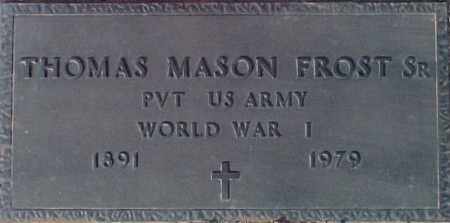 THOMAS MASON FROST SR
PVT US ARMY
WORLD WAR I
1891 1979